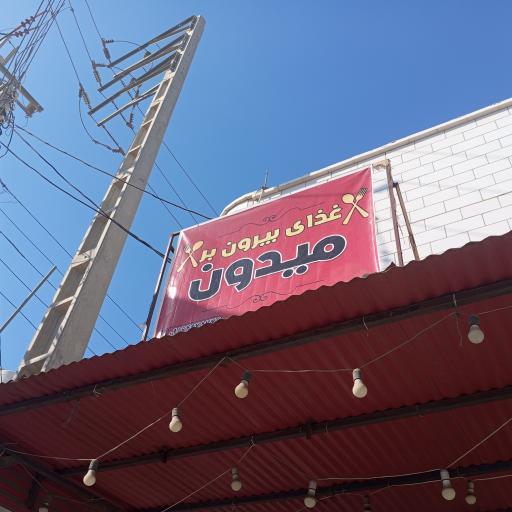 غذای بیرون بر
میدون